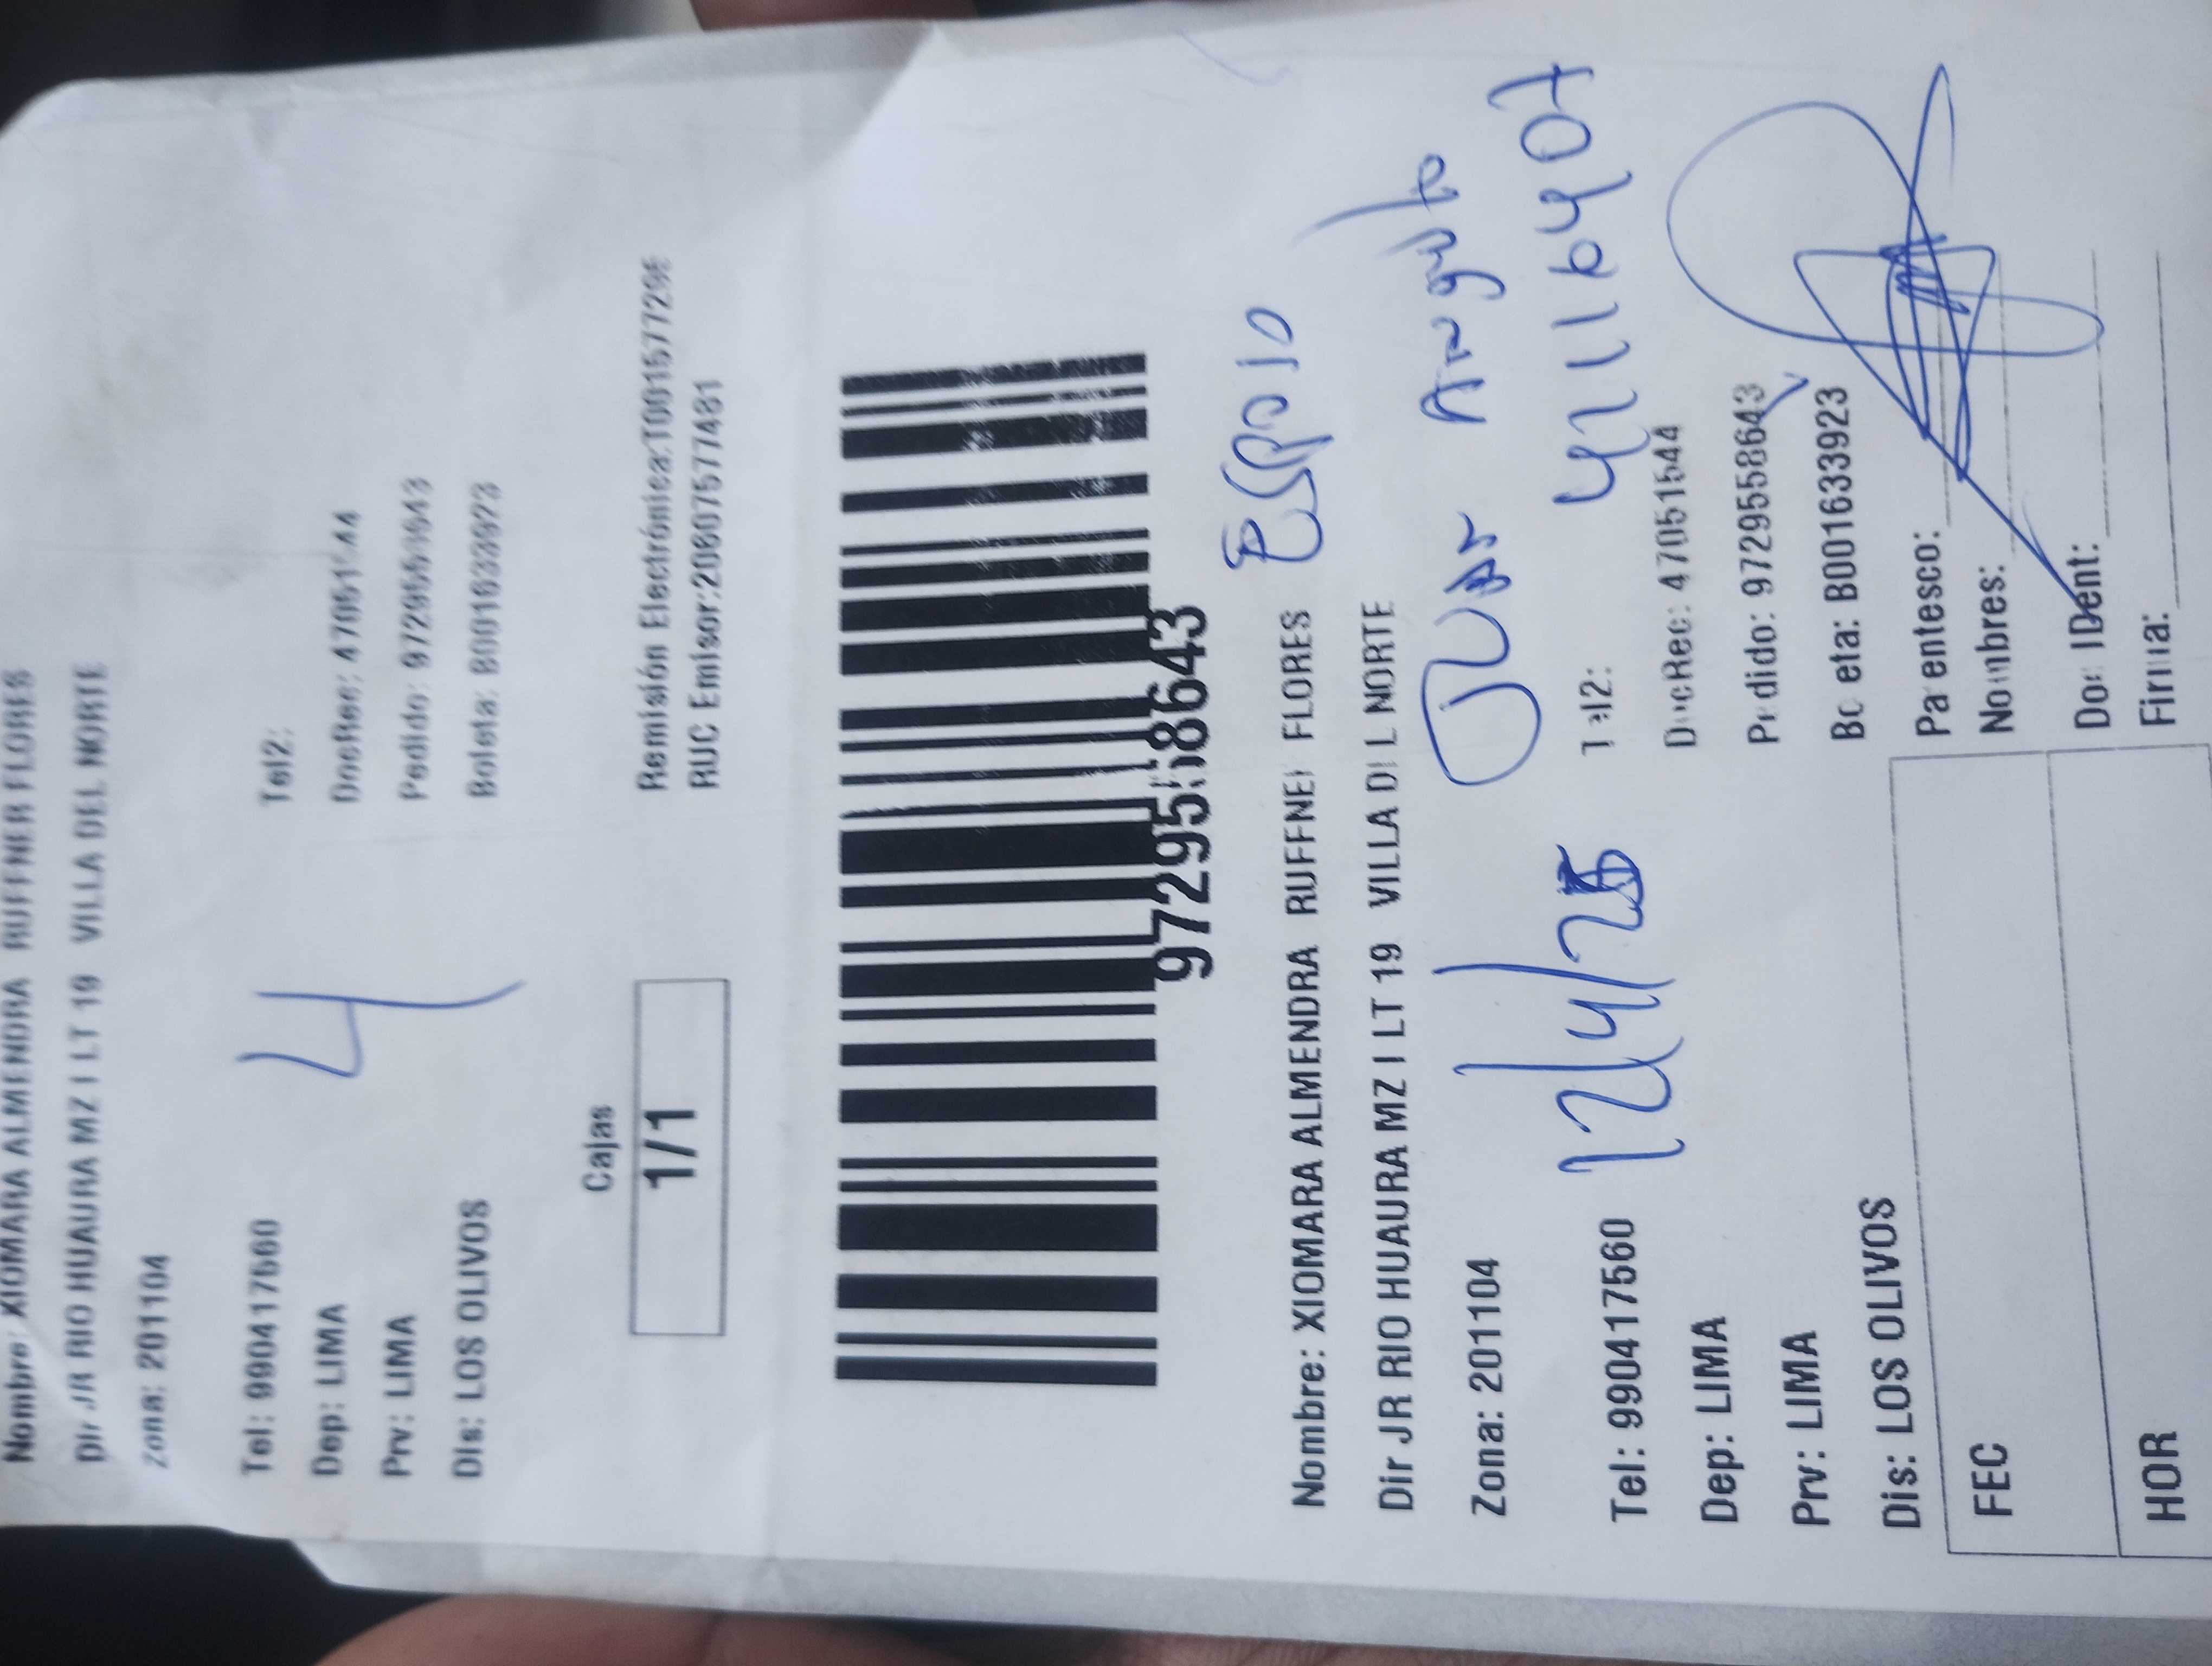 Nombre: XIOMARA ALMENDRA RUFFNER FLORES
Dir JR RIO HUAURA MZ I LT 19 VILLA DEL NORTE
Zona: 201104
Tel: 990417560 Tel2:
Dep: LIMA DocRec: 47051544
Prv: LIMA Pedido: 9729558643
Dis: LOS OLIVOS Boleta: B001633923
4
Cajas
1/1
Remisión Electrónica:T001577296
RUC Emisor:
9729558643
Esposo
Nombre: XIOMARA ALMENDRA RUFFNER FLORES
Dir JR RIO HUAURA MZ I LT 19 VILLA DEL NORTE
Angulo
Zona: 201104
12/4/25
41116407
Tel: 990417560 Tel2:
Dep: LIMA DocRec: 47051544
Prv: LIMA Pedido: 9729558643
Dis: LOS OLIVOS Boleta: B001633923
FEC
HOR
Parentesco:
Nombres:
Doc IDent:
Firma: